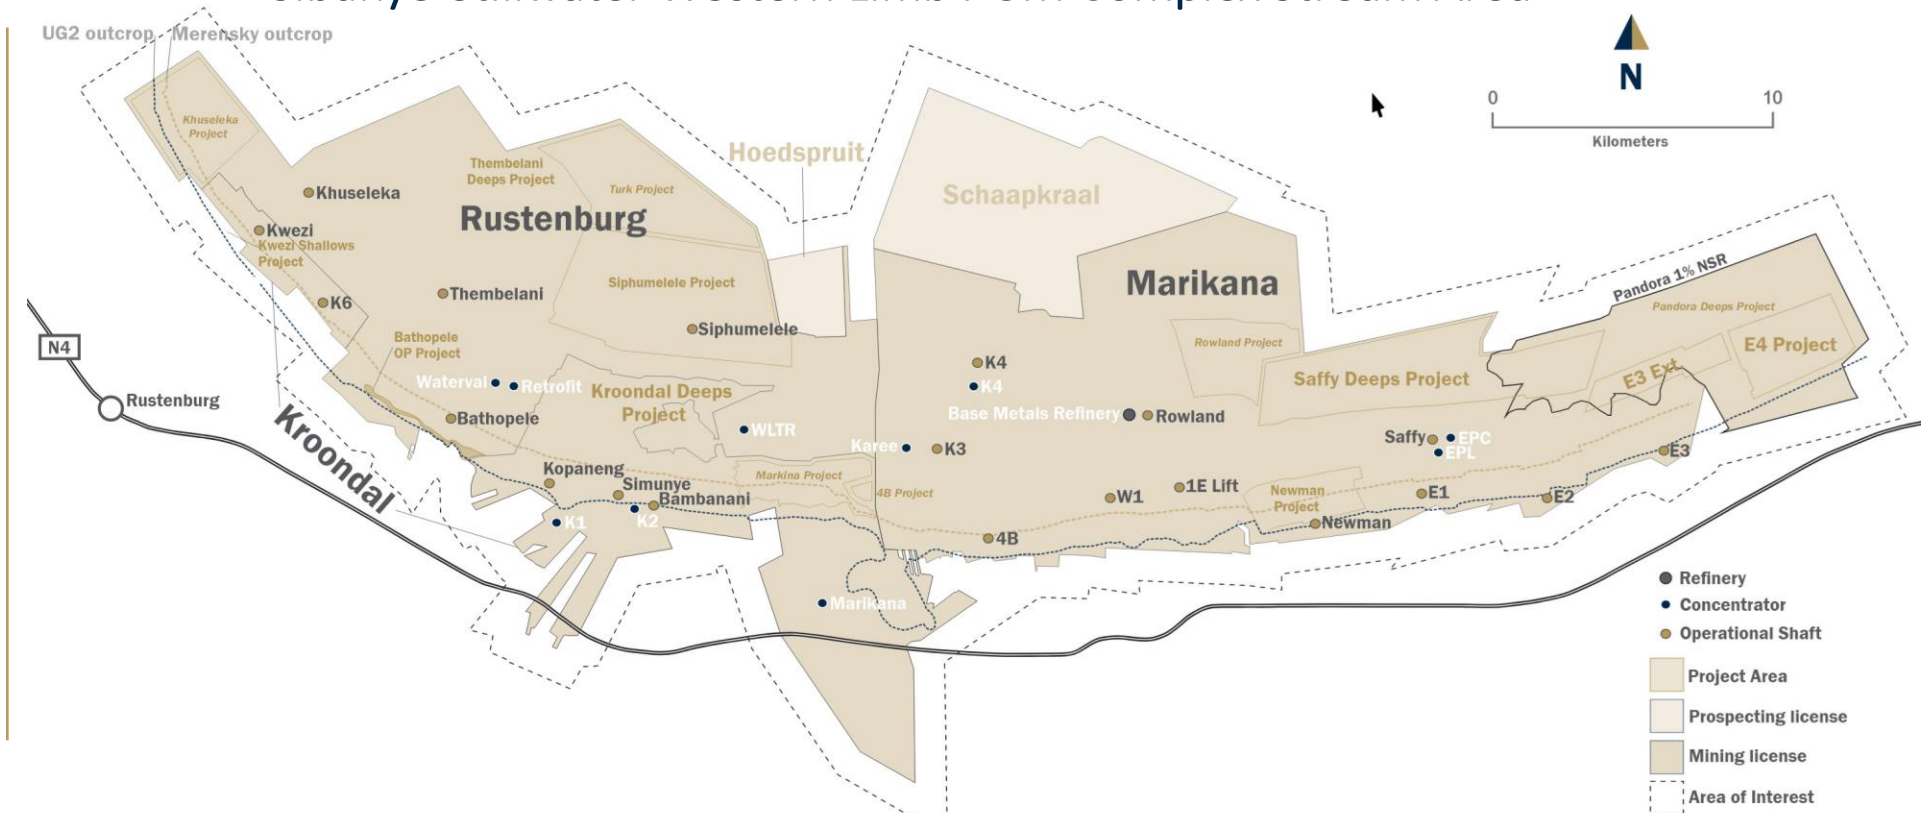 UG2 outcrop
Merensky outcrop
N
0
10
Kilometers
Khuseleka
Project
Thembelani
Deeps Project
Turk Project
Hoedspruit
Schaapkraal
Khuseleka
Rustenburg
Kwezi
Kwezi Shallows
Project
Siphumelele Project
Marikana
Pandora 1% NSR
Pandora Deeps Project
Thembelani
K6
Siphumelele
N4
Bathopele
OP Project
Rowland Project
E4 Project
K4
Saffy Deeps Project
E3 Ext
Waterval
Retrofit
K4
Kroondal Deeps
Project
Rustenburg
Bathopele
Base Metals Refinery
Rowland
WLTR
Karee
K3
Saffy
EPC
EPL
E3
Kroondal
Kopaneng
Markina Project
Simunye
Bambanani
4B Project
W1
1E Lift
Newman
Project
E1
E2
K1
K2
Newman
4B
Marikana
Refinery
Concentrator
Operational Shaft
Project Area
Prospecting license
Mining license
Area of Interest